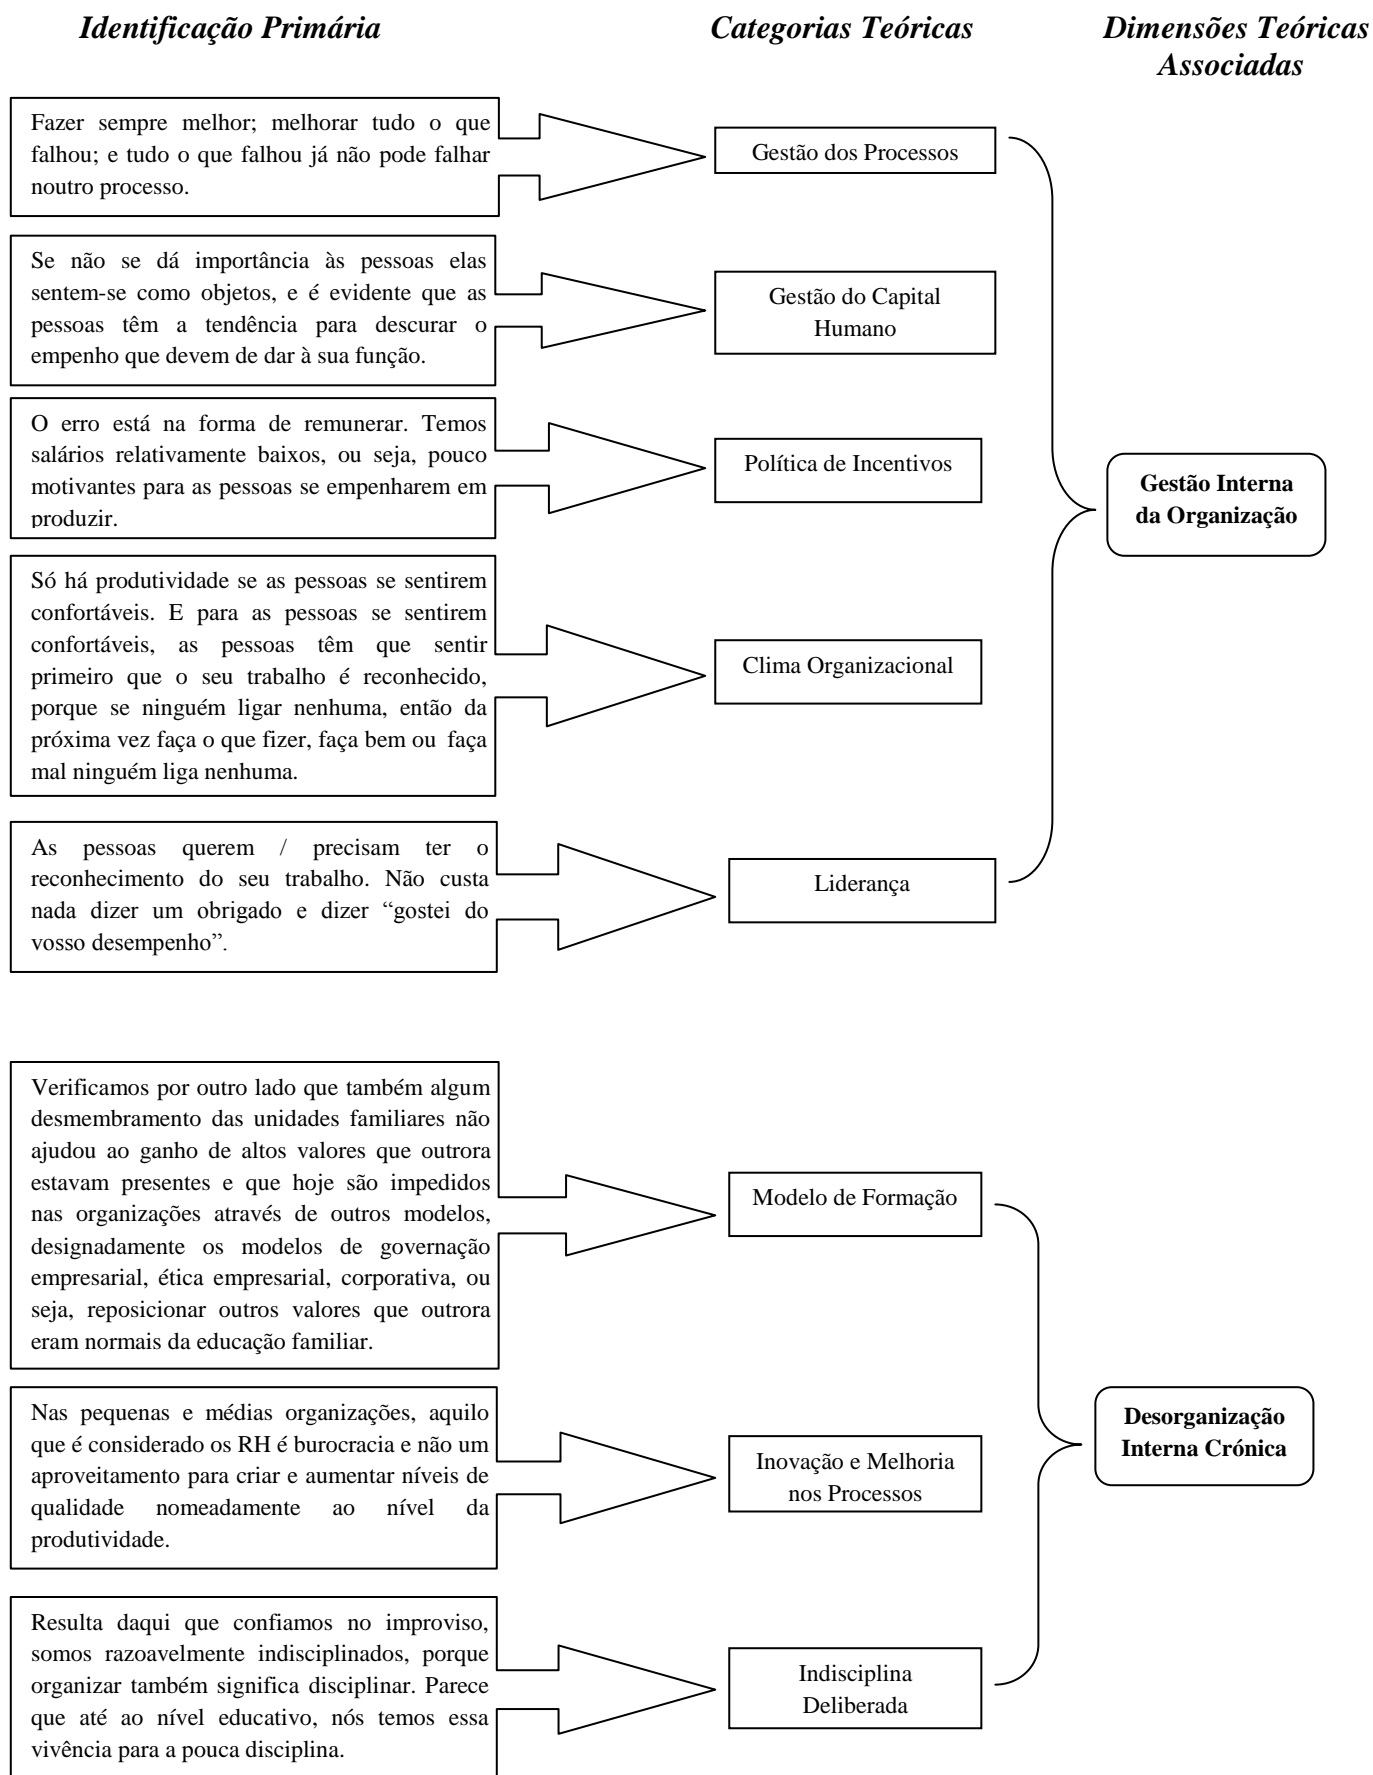 Identificação Primária
Categorias Teóricas
Dimensões Teóricas
Associadas
Fazer sempre melhor; melhorar tudo o que
falhou; e tudo o que falhou já não pode falhar
noutro processo.
Gestão dos Processos
Se não se dá importância às pessoas elas
sentem-se como objetos, e é evidente que as
pessoas têm a tendência para descurar o
empenho que devem de dar à sua função.
Gestão do Capital
Humano
O erro está na forma de remunerar. Temos
salários relativamente baixos, ou seja, pouco
motivantes para as pessoas se empenharem em
produzir.
Política de Incentivos
Só há produtividade se as pessoas se sentirem
confortáveis. E para as pessoas se sentirem
confortáveis, as pessoas têm que sentir
primeiro que o seu trabalho é reconhecido,
porque se ninguém ligar nenhuma, então da
próxima vez faça o que fizer, faça bem ou faça
mal ninguém liga nenhuma.
Clima Organizacional
As pessoas querem / precisam ter o
reconhecimento do seu trabalho. Não custa
nada dizer um obrigado e dizer “gostei do
vosso desempenho”.
Liderança
Gestão Interna
da Organização
Verificamos por outro lado que também algum
desmembramento das unidades familiares não
ajudou ao ganho de altos valores que outrora
estavam presentes e que hoje são impedidos
nas organizações através de outros modelos,
designadamente os modelos de governação
empresarial, ética empresarial, corporativa, ou
seja, reposicionar outros valores que outrora
eram normais da educação familiar.
Modelo de Formação
Nas pequenas e médias organizações, aquilo
que é considerado os RH é burocracia e não um
aproveitamento para criar e aumentar níveis de
qualidade nomeadamente ao nível da
produtividade.
Inovação e Melhoria
nos Processos
Resulta daqui que confiamos no improviso,
somos razoavelmente indisciplinados, porque
organizar também significa disciplinar. Parece
que até ao nível educativo, nós temos essa
vivência para a pouca disciplina.
Indisciplina
Deliberada
Desorganização
Interna Crónica